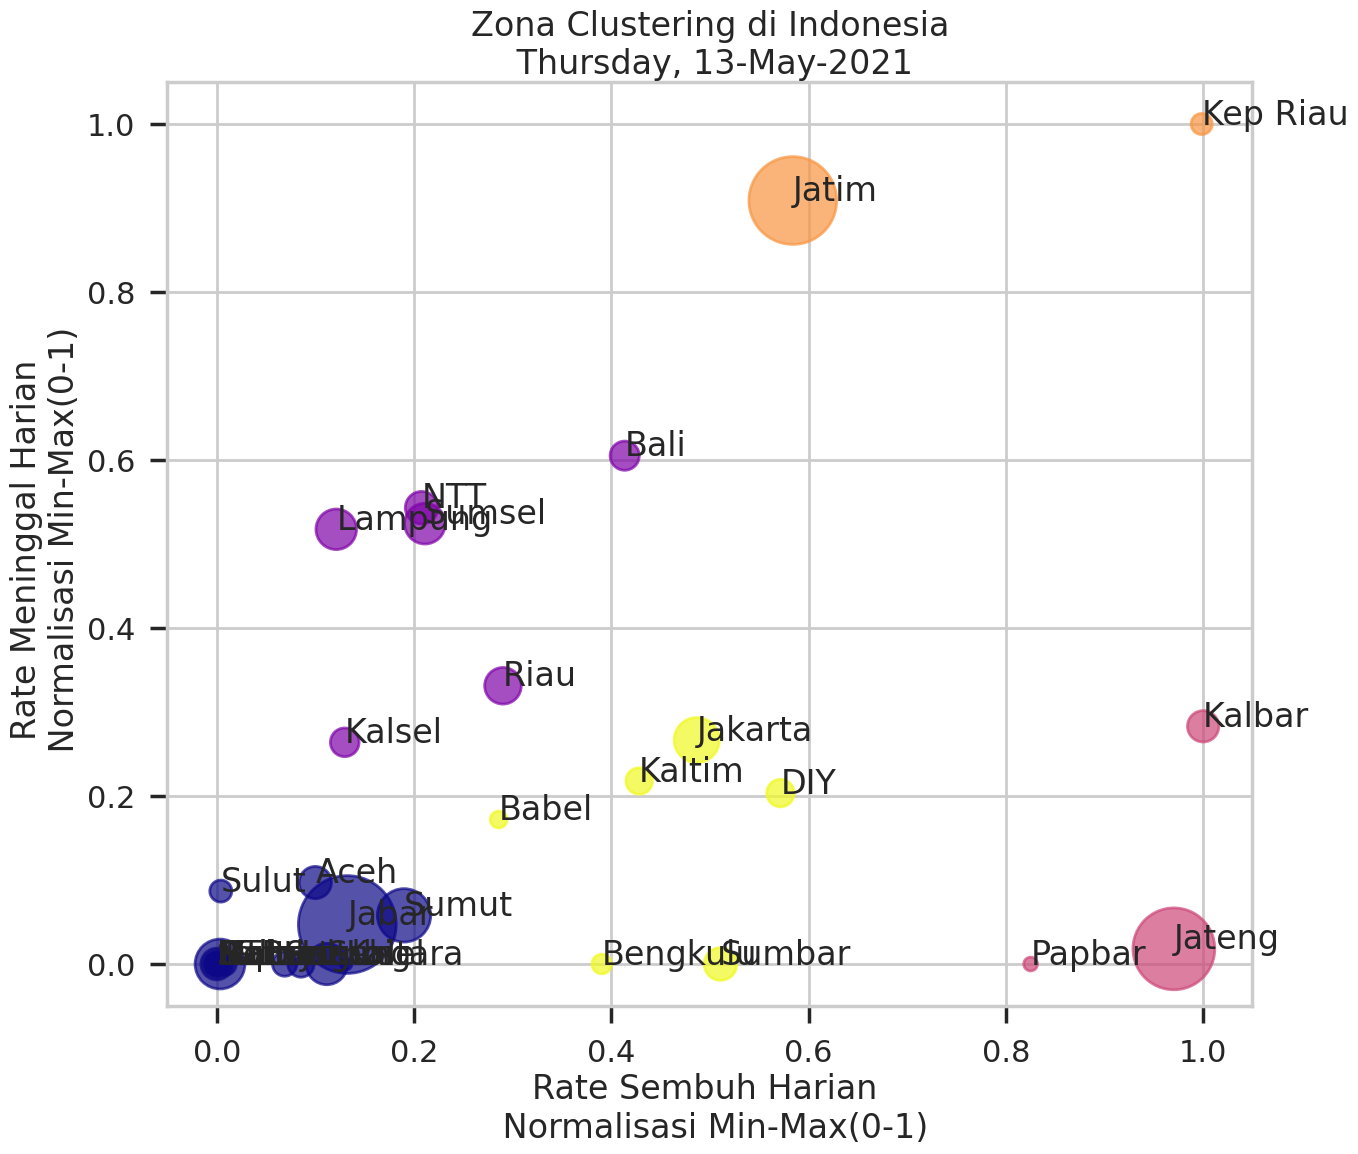 Zona Clustering di Indonesia
Thursday, 13-May-2021
Rate Meninggal Harian
Normalisasi Min-Max(0-1)
1.0
0.8
0.6
0.4
0.2
0.0
Kep Riau
Jatim
Bali
NTT
Sumsel
Lampung
Riau
Kalsel
Jakarta
Kalbar
Kaltim
DIY
Babel
Aceh
Sulut
Sumut
Jabar
Jateng
Bengkulu
Sumbar
Papbar
0.0
0.2
0.4
0.6
0.8
1.0
Rate Sembuh Harian
Normalisasi Min-Max(0-1)